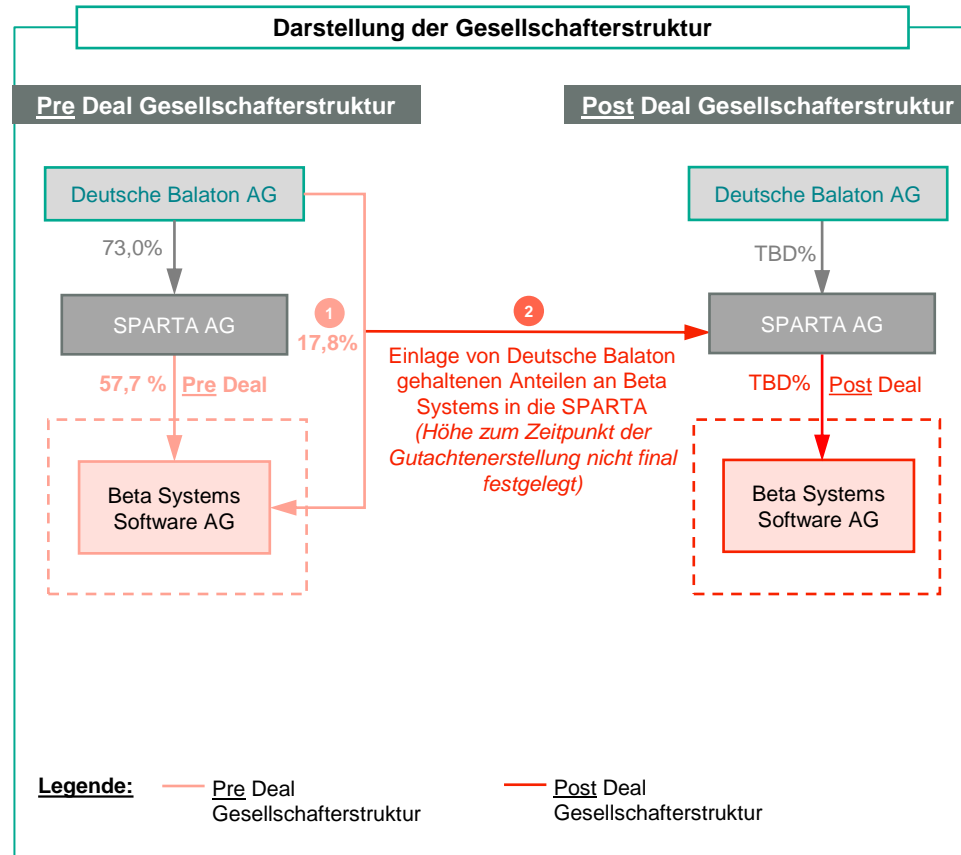 Darstellung der Gesellschafterstruktur
Pre Deal Gesellschafterstruktur
Post Deal Gesellschafterstruktur
Deutsche Balaton AG
73,0%
SPARTA AG
1
17,8%
57,7 % Pre Deal
Beta Systems
Software AG
2
Einlage von Deutsche Balaton
gehaltenen Anteilen an Beta
Systems in die SPARTA
(Höhe zum Zeitpunkt der
Gutachtenerstellung nicht final
festgelegt)
Deutsche Balaton AG
TBD%
SPARTA AG
TBD% Post Deal
Beta Systems
Software AG
Legende:
Pre Deal
Gesellschafterstruktur
Post Deal
Gesellschafterstruktur